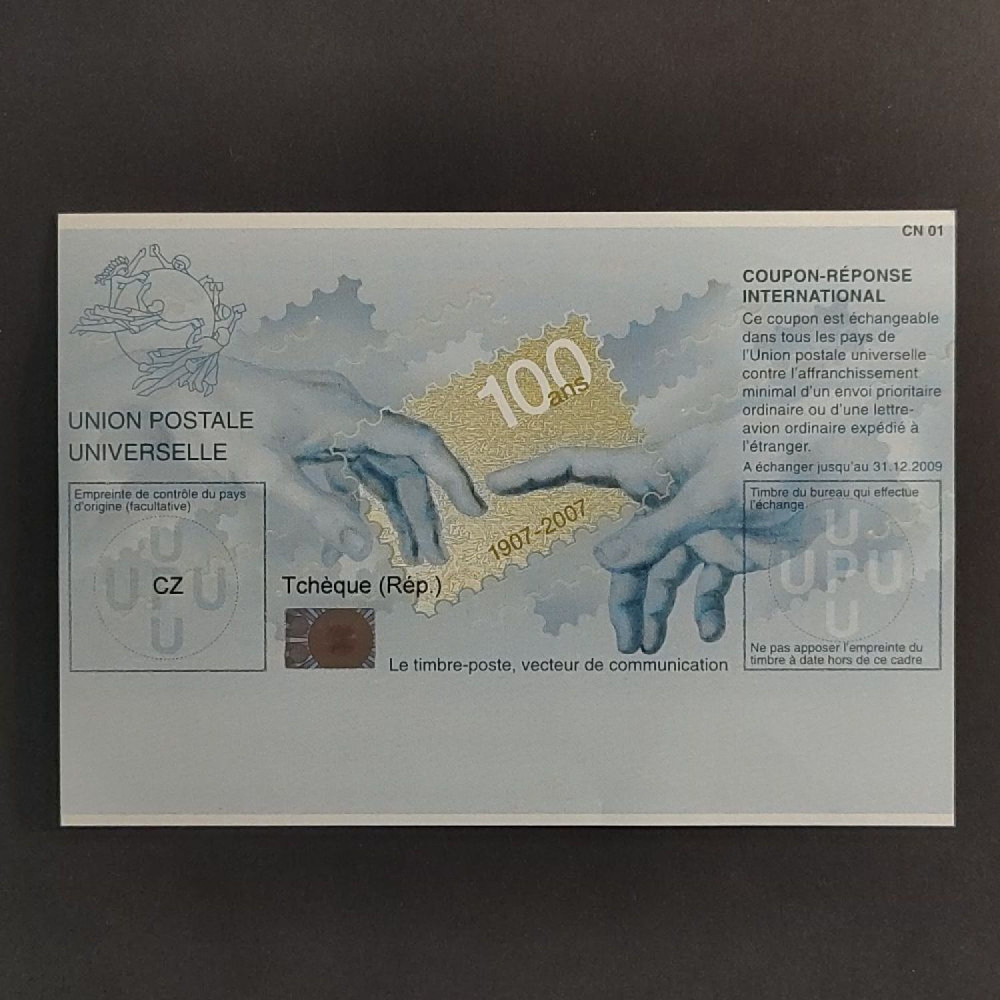 CN 01
COUPON-RÉPONSE
INTERNATIONAL
Ce coupon est échangeable
dans tous les pays de
l'Union postale universelle
contre l'affranchissement
minimal d'un envoi prioritaire
ordinaire ou d'une lettre-
avion ordinaire expédié à
l'étranger.
A échanger jusqu'au 31.12.2009
UNION POSTALE
UNIVERSELLE
100
ans
1907-2007
Empreinte de contrôle du pays
d'origine (facultative)
U
UPU
U
CZ
Tchèque (Rép.)
Le timbre-poste, vecteur de communication
Timbre du bureau qui effectue
l'échange
U
UPU
U
Ne pas apposer l'empreinte du
timbre à date hors de ce cadre